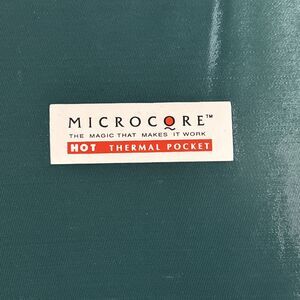 MICROCORE™
THE MAGIC THAT MAKES IT WORK
HOT THERMAL POCKET